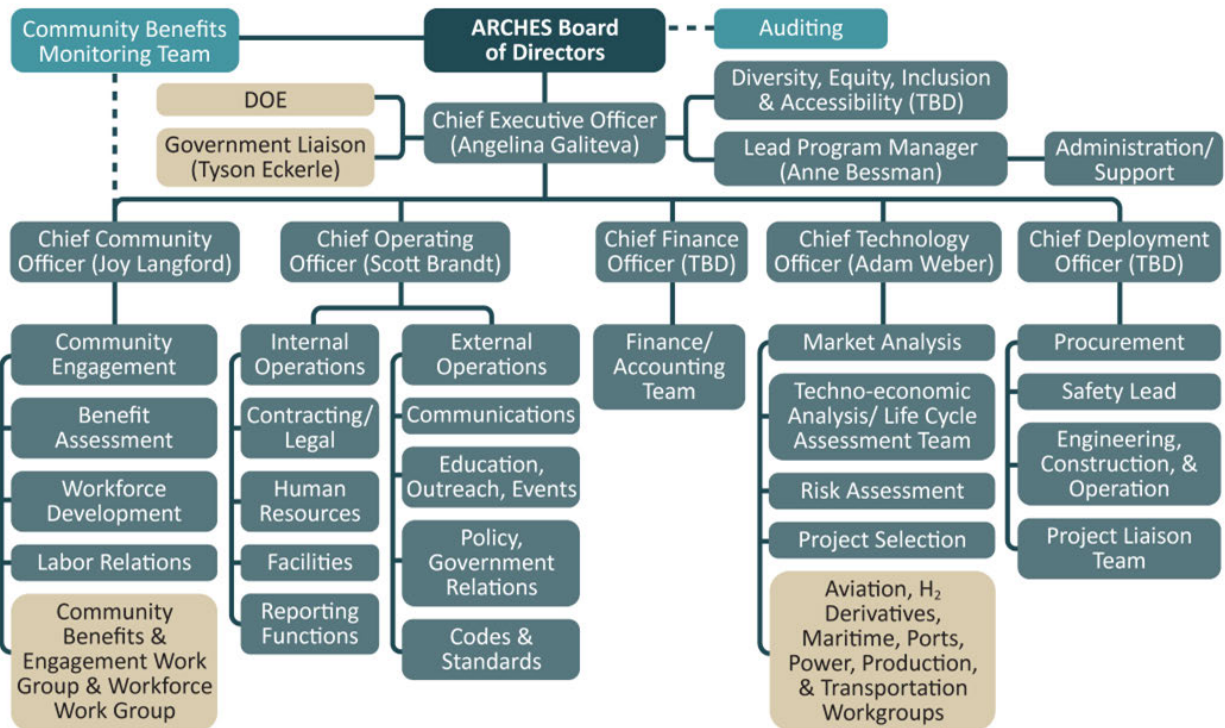 Community Benefits
Monitoring Team
ARCHES Board
of Directors
Auditing
DOE
Government Liaison
(Tyson Eckerle)
Chief Executive Officer
(Angelina Galiteva)
Diversity, Equity, Inclusion
& Accessibility (TBD)
Lead Program Manager
(Anne Bessman)
Administration/
Support
Chief Community
Officer (Joy Langford)
Chief Operating
Officer (Scott Brandt)
Chief Finance
Officer (TBD)
Chief Technology
Officer (Adam Weber)
Chief Deployment
Officer (TBD)
Community
Engagement
Benefit
Assessment
Workforce
Development
Labor Relations
Community
Benefits &
Engagement Work
Group & Workforce
Work Group
Internal
Operations
Contracting/
Legal
Human
Resources
Facilities
Reporting
Functions
External
Operations
Communications
Education,
Outreach, Events
Policy,
Government
Relations
Codes &
Standards
Finance/
Accounting
Team
Market Analysis
Techno-economic
Analysis/ Life Cycle
Assessment Team
Risk Assessment
Project Selection
Aviation, H₂
Derivatives,
Maritime, Ports,
Power, Production,
& Transportation
Workgroups
Procurement
Safety Lead
Engineering,
Construction, &
Operation
Project Liaison
Team